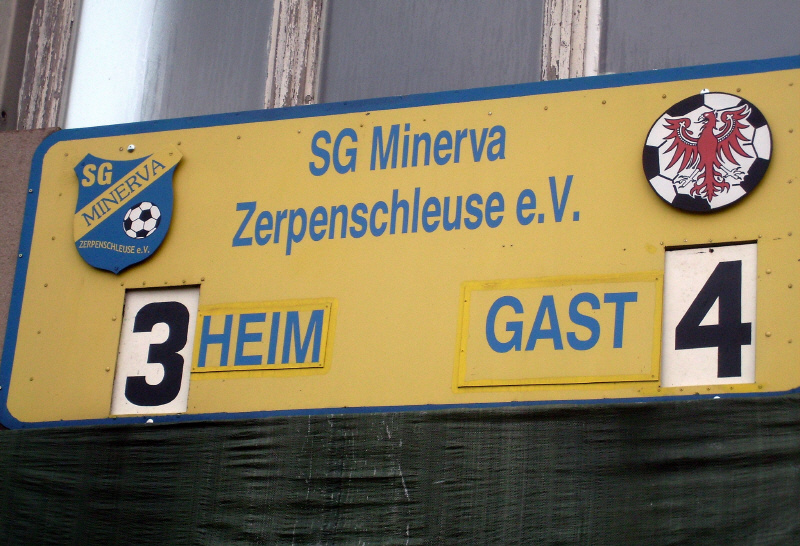 SG Minerva
Zerpenschleuse e.V.
SG
MINERVA
ZERPENSCHLEUSE e.V.
3 HEIM GAST 4